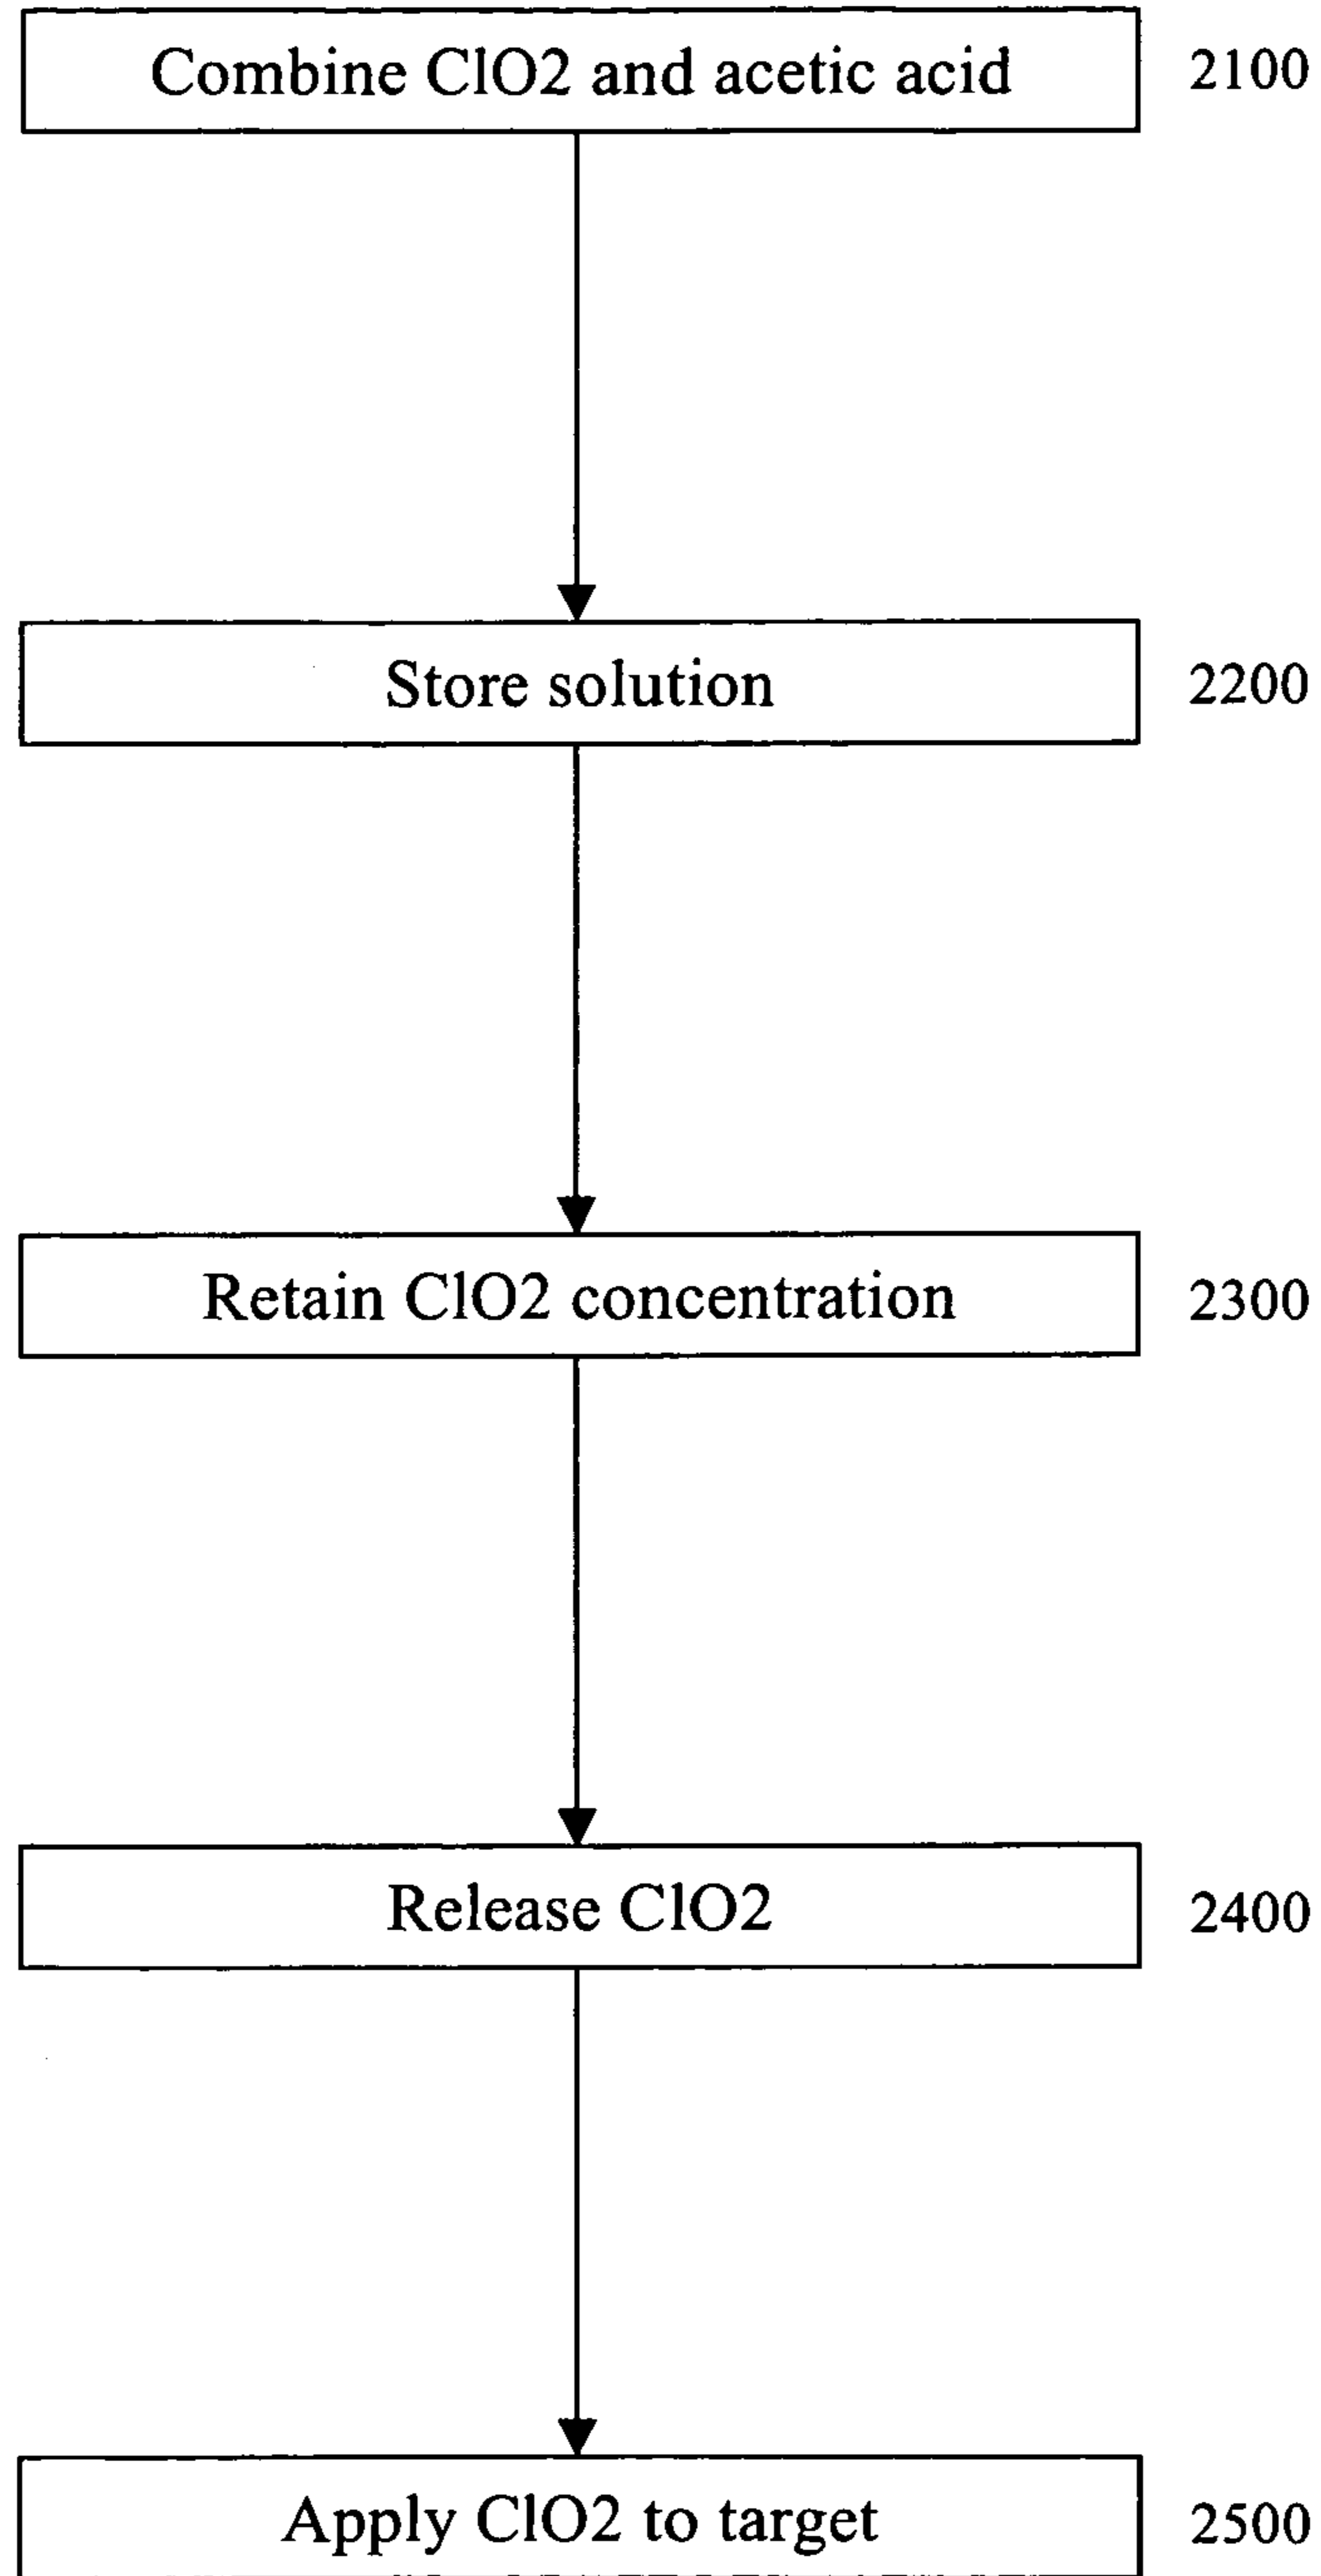 Combine ClO2 and acetic acid 2100
Store solution 2200
Retain ClO2 concentration 2300
Release ClO2 2400
Apply ClO2 to target 2500